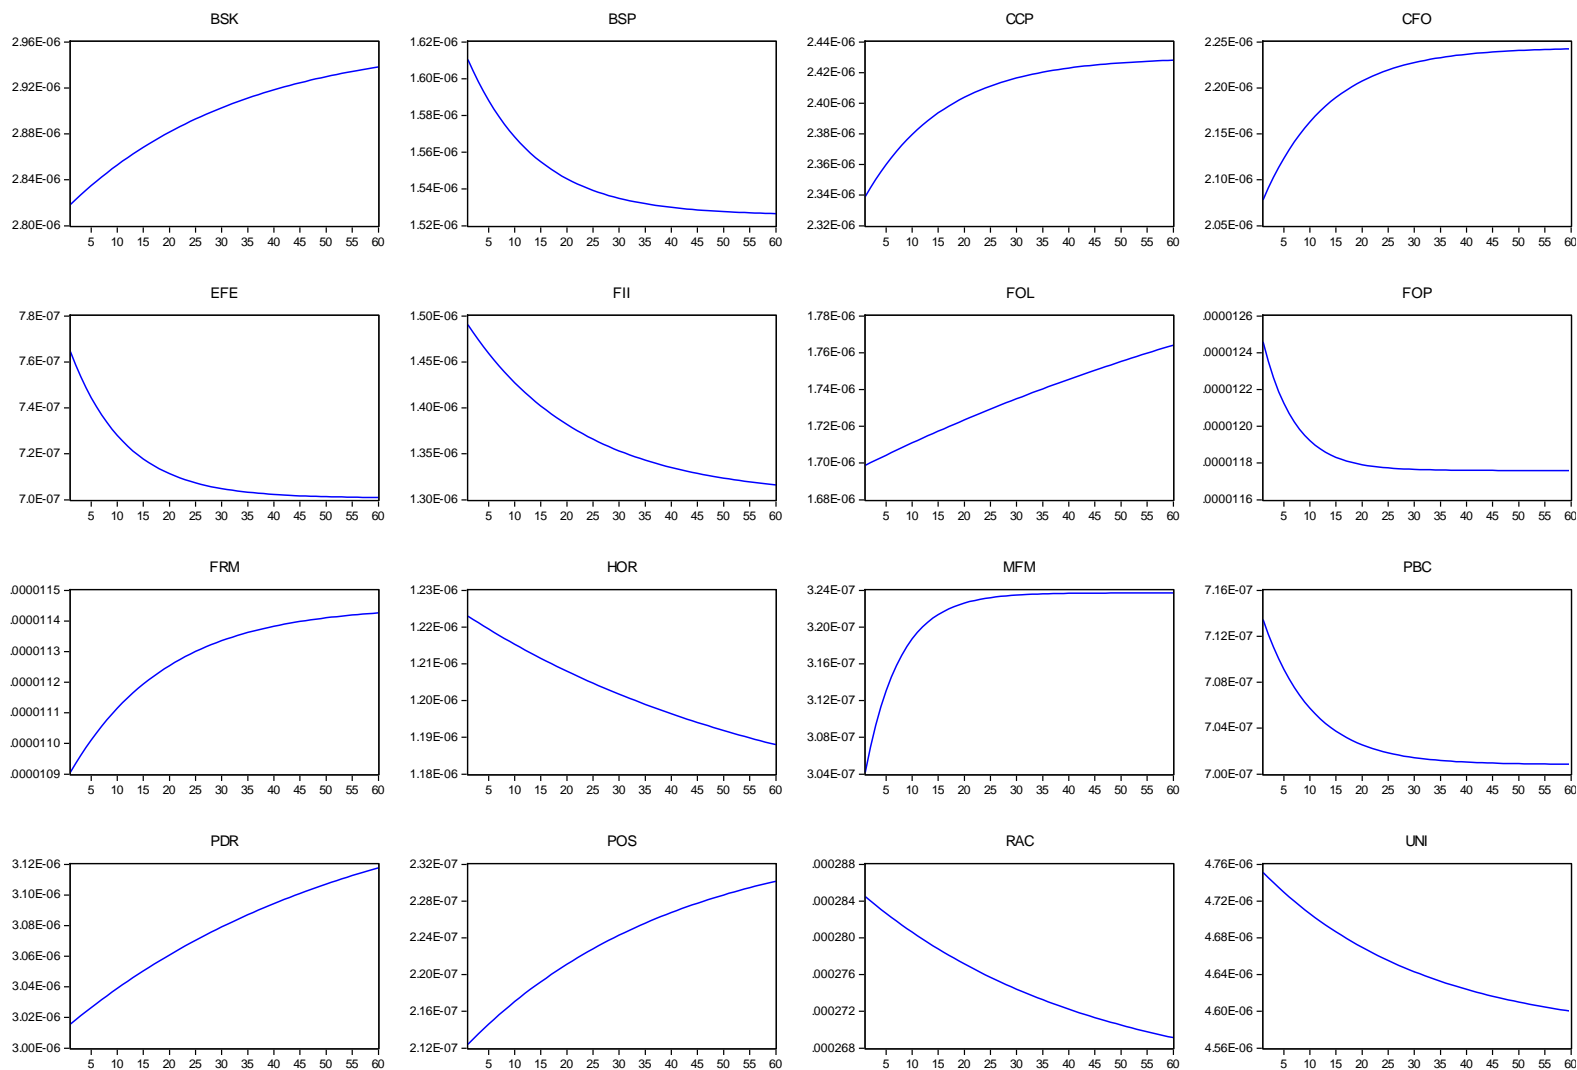 BSK BSP CCP CFO
2.96E-06 1.62E-06 2.44E-06 2.25E-06
2.92E-06 1.60E-06 2.42E-06 2.20E-06
2.88E-06 1.58E-06 2.40E-06 2.15E-06
2.84E-06 1.56E-06 2.38E-06 2.10E-06
2.80E-06 1.54E-06 2.36E-06 2.05E-06
1.52E-06 2.34E-06
2.32E-06
5 10 15 20 25 30 35 40 45 50 55 60 5 10 15 20 25 30 35 40 45 50 55 60 5 10 15 20 25 30 35 40 45 50 55 60 5 10 15 20 25 30 35 40 45 50 55 60
EFE FII FOL FOP
7.8E-07 1.50E-06 1.78E-06 .0000126
7.6E-07 1.45E-06 1.76E-06 .0000124
7.4E-07 1.40E-06 1.74E-06 .0000122
7.2E-07 1.35E-06 1.72E-06 .0000120
7.0E-07 1.30E-06 1.70E-06 .0000118
1.68E-06 .0000116
5 10 15 20 25 30 35 40 45 50 55 60 5 10 15 20 25 30 35 40 45 50 55 60 5 10 15 20 25 30 35 40 45 50 55 60 5 10 15 20 25 30 35 40 45 50 55 60
FRM HOR MFM PBC
.0000115 1.23E-06 3.24E-07 7.16E-07
.0000114 1.22E-06 3.20E-07 7.12E-07
.0000113 1.21E-06 3.16E-07 7.08E-07
.0000112 1.20E-06 3.12E-07 7.04E-07
.0000111 1.19E-06 3.08E-07 7.00E-07
.0000110 1.18E-06 3.04E-07
.0000109
5 10 15 20 25 30 35 40 45 50 55 60 5 10 15 20 25 30 35 40 45 50 55 60 5 10 15 20 25 30 35 40 45 50 55 60 5 10 15 20 25 30 35 40 45 50 55 60
PDR POS RAC UNI
3.12E-06 2.32E-07 .000288 4.76E-06
3.10E-06 2.28E-07 .000284 4.72E-06
3.08E-06 2.24E-07 .000280 4.68E-06
3.06E-06 2.20E-07 .000276 4.64E-06
3.04E-06 2.16E-07 .000272 4.60E-06
3.02E-06 2.12E-07 .000268 4.56E-06
3.00E-06
5 10 15 20 25 30 35 40 45 50 55 60 5 10 15 20 25 30 35 40 45 50 55 60 5 10 15 20 25 30 35 40 45 50 55 60 5 10 15 20 25 30 35 40 45 50 55 60